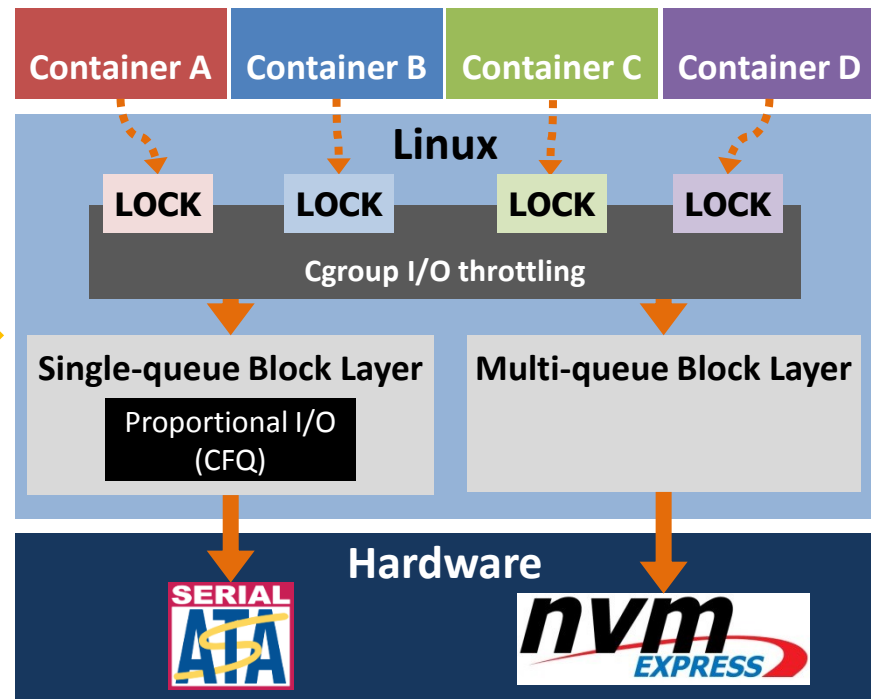 Container A
Container B
Container C
Container D
Linux
LOCK
LOCK
LOCK
LOCK
Cgroup I/O throttling
Single-queue Block Layer
Multi-queue Block Layer
Proportional I/O
(CFQ)
Hardware
SERIAL
ATA
nvm
EXPRESS